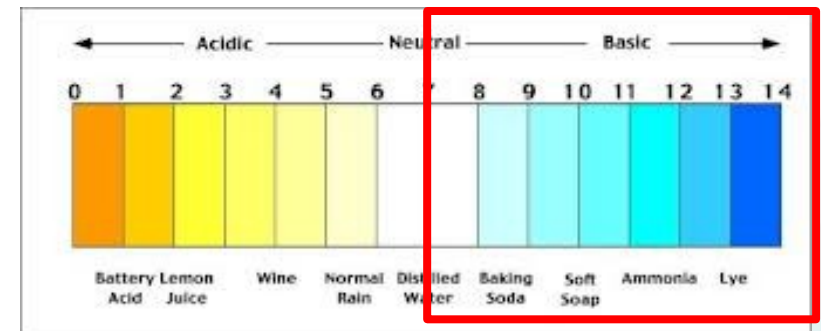 Acidic Neutral Basic
0 1 2 3 4 5 6 7 8 9 10 11 12 13 14
Battery Lemon Wine Normal Distilled Baking Soft Ammonia Lye
Acid Juice Rain Water Soda Soap